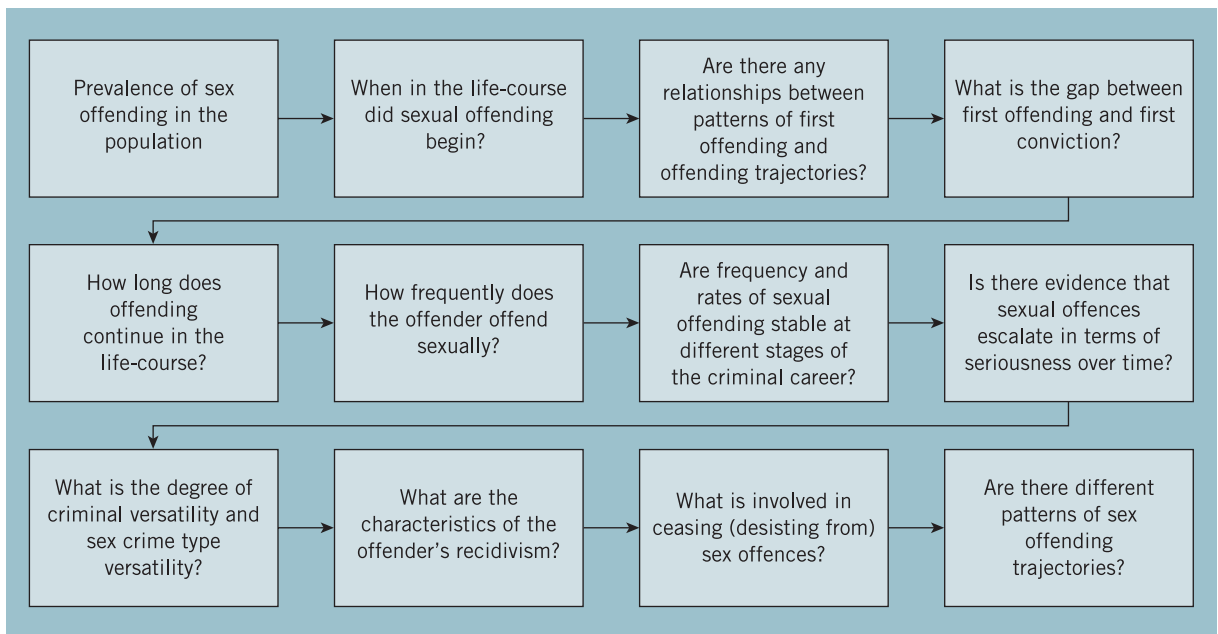 Prevalence of sex
offending in the
population
When in the life-course
did sexual offending
begin?
Are there any
relationships between
patterns of first
offending and
offending trajectories?
What is the gap between
first offending and first
conviction?
How long does
offending
continue in the
life-course?
How frequently does
the offender offend
sexually?
Are frequency and
rates of sexual
offending stable at
different stages of
the criminal career?
Is there evidence that
sexual offences
escalate in terms of
seriousness over time?
What is the degree of
criminal versatility and
sex crime type
versatility?
What are the
characteristics of the
offender’s recidivism?
What is involved in
ceasing (desisting from)
sex offences?
Are there different
patterns of sex
offending
trajectories?